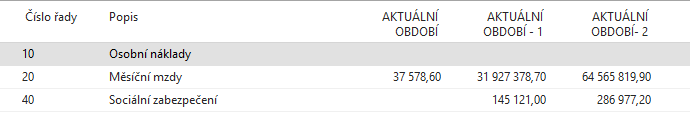 Číslo řady Popis AKTUÁLNÍ OBDOBÍ AKTUÁLNÍ OBDOBÍ - 1 AKTUÁLNÍ OBDOBÍ- 2
10 Osobní náklady
20 Měsíční mzdy 37 578,60 31 927 378,70 64 565 819,90
40 Sociální zabezpečení 145 121,00 286 977,20